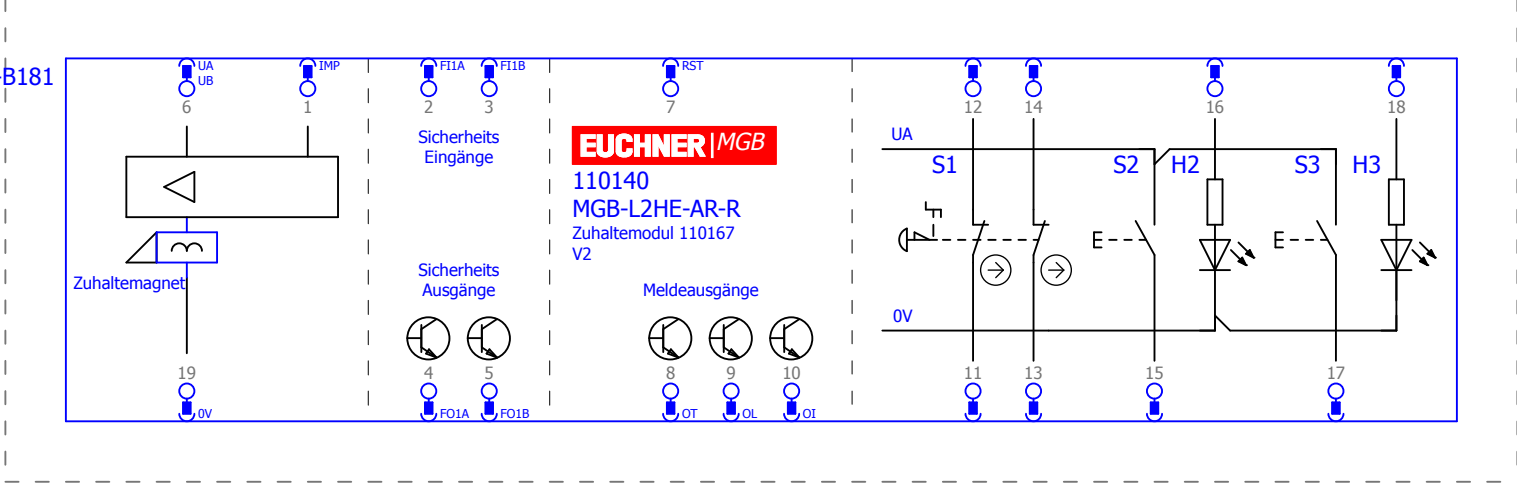 -B181
UA
UB
IMP
FI1A
FI1B
RST
6
1
2
3
7
12
14
16
18
Sicherheits
Eingänge
EUCHNER|MGB
110140
MGB-L2HE-AR-R
Zuhaltemodul 110167
V2
UA
S1
S2
H2
S3
H3
Zuhaltemagnet
Sicherheits
Ausgänge
Meldeausgänge
0V
19
4
5
8
9
10
11
13
15
17
0V
FO1A
FO1B
OT
OL
OI